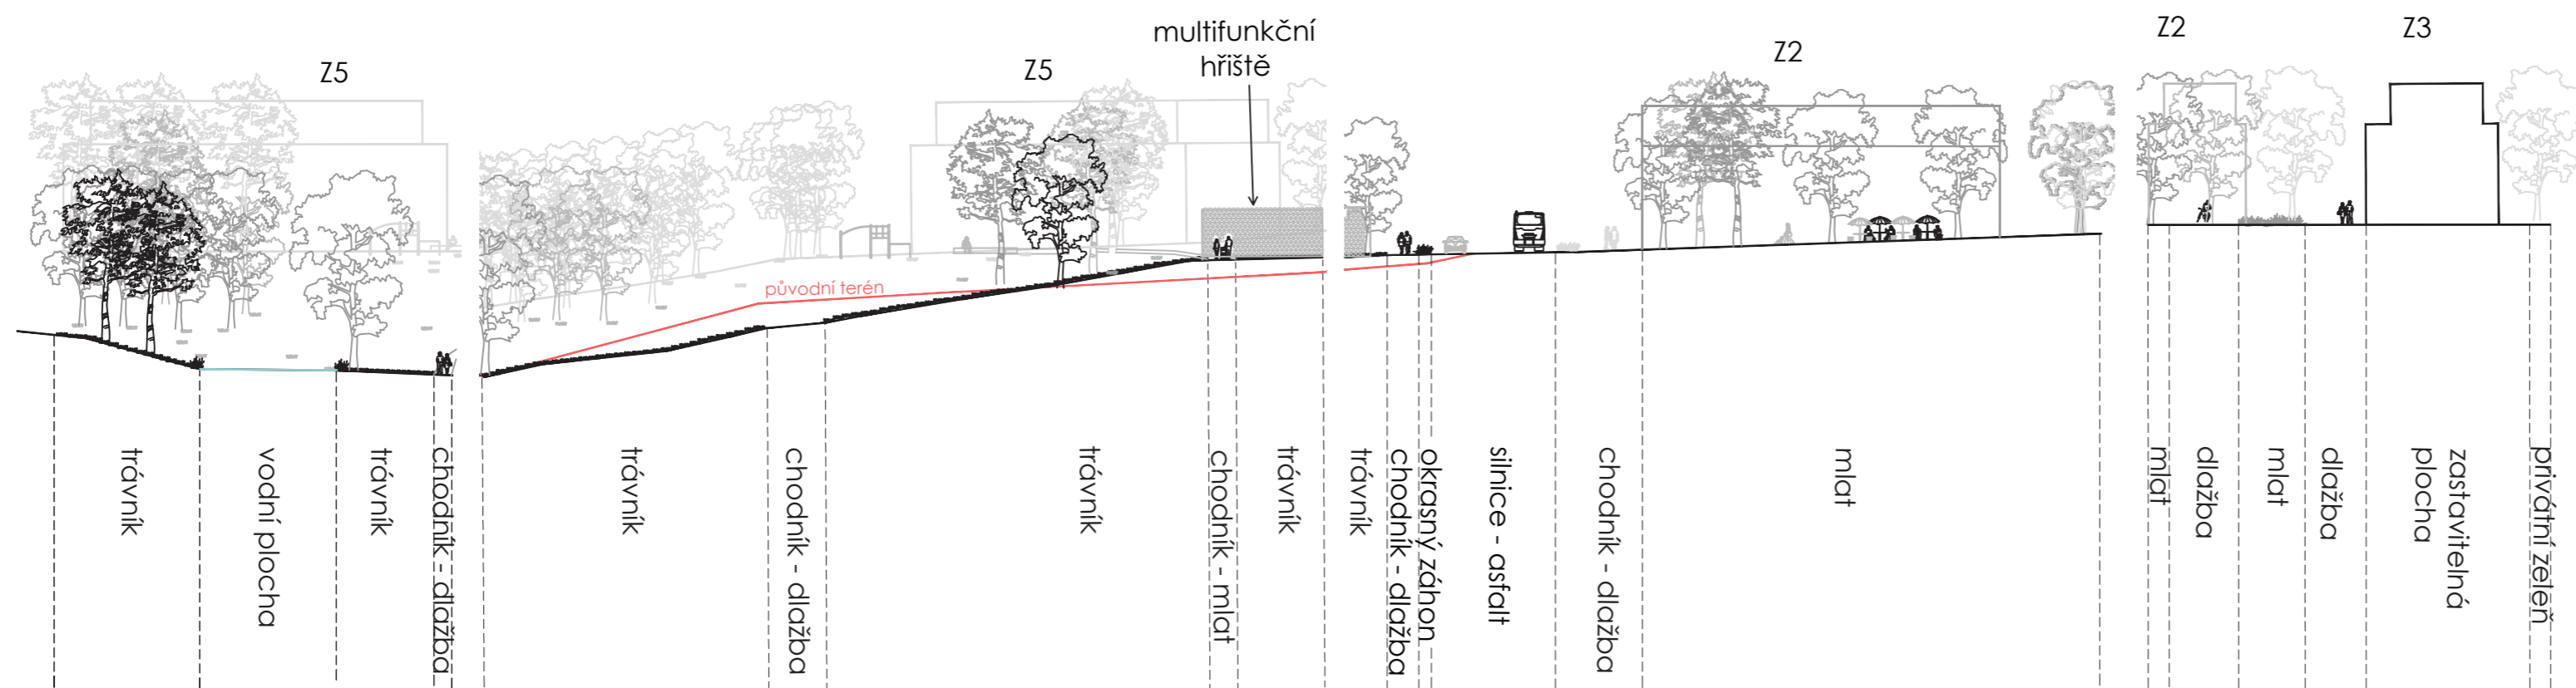 Z5
Z5
multifunkční
hřiště
Z2
Z2
Z3
původní terén
trávník
vodní plocha
trávník
chodník - dlažba
trávník
chodník - dlažba
trávník
chodník - mlat
trávník
trávník
chodník - dlažba
okrasný záhon
silnice - asfalt
chodník - dlažba
mlat
mlat
dlažba
mlat
dlažba
zastavitelná
plocha
privátní zeleň